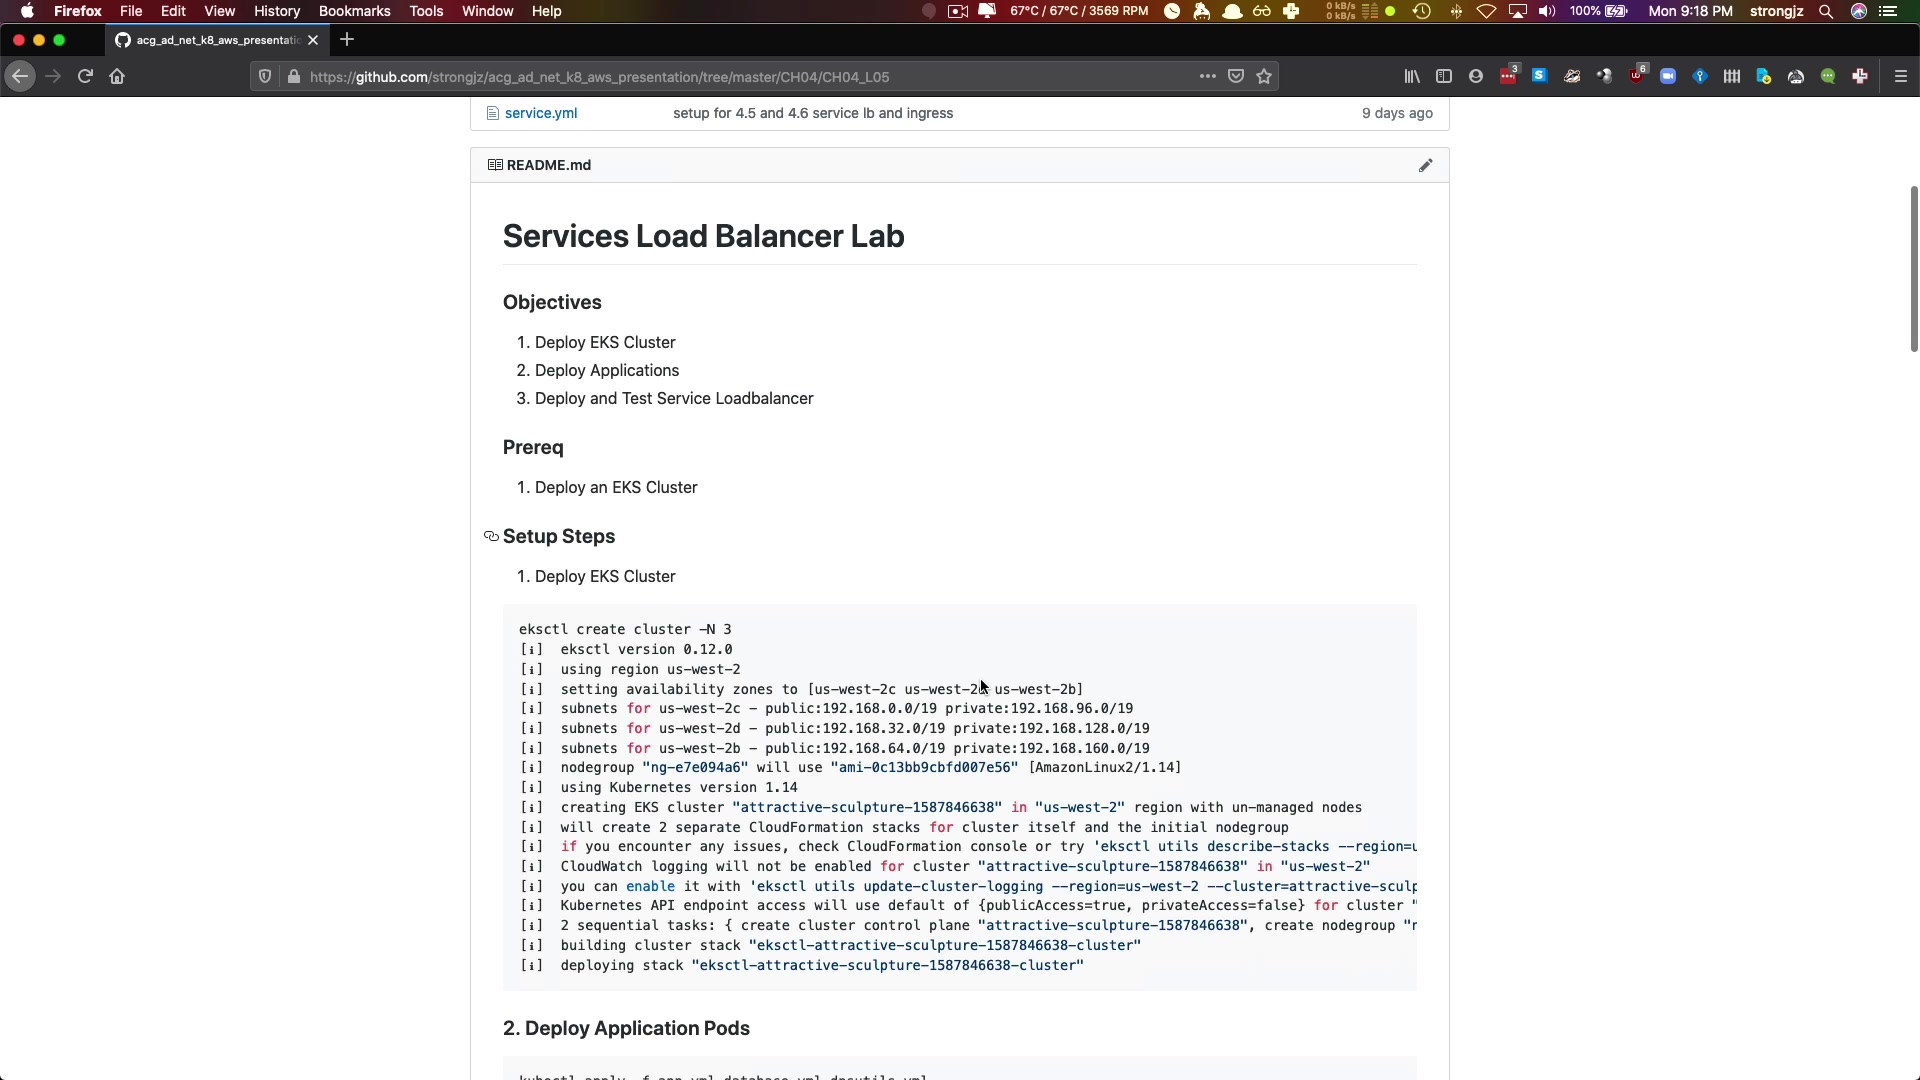 Firefox File Edit View History Bookmarks Tools Window Help 67°C / 67°C / 3569 RPM 0 kB/s 0 kB/s 100% Mon 9:18 PM strongjz
acg_ad_net_k8_aws_presentatio
https://github.com/strongjz/acg_ad_net_k8_aws_presentation/tree/master/CH04/CH04_L05 3 6
service.yml setup for 4.5 and 4.6 service lb and ingress 9 days ago
README.md
Services Load Balancer Lab
Objectives
1. Deploy EKS Cluster
2. Deploy Applications
3. Deploy and Test Service Loadbalancer
Prereq
1. Deploy an EKS Cluster
Setup Steps
1. Deploy EKS Cluster
eksctl create cluster —N 3
[ℹ] eksctl version 0.12.0
[ℹ] using region us-west-2
[ℹ] setting availability zones to [us-west-2c us-west-2d us-west-2b]
[ℹ] subnets for us-west-2c - public:192.168.0.0/19 private:192.168.96.0/19
[ℹ] subnets for us-west-2d - public:192.168.32.0/19 private:192.168.128.0/19
[ℹ] subnets for us-west-2b - public:192.168.64.0/19 private:192.168.160.0/19
[ℹ] nodegroup "ng-e7e094a6" will use "ami-0c13bb9cbfd007e56" [AmazonLinux2/1.14]
[ℹ] using Kubernetes version 1.14
[ℹ] creating EKS cluster "attractive-sculpture-1587846638" in "us-west-2" region with un-managed nodes
[ℹ] will create 2 separate CloudFormation stacks for cluster itself and the initial nodegroup
[ℹ] if you encounter any issues, check CloudFormation console or try 'eksctl utils describe-stacks --region=u
[ℹ] CloudWatch logging will not be enabled for cluster "attractive-sculpture-1587846638" in "us-west-2"
[ℹ] you can enable it with 'eksctl utils update-cluster-logging --region=us-west-2 --cluster=attractive-sculp
[ℹ] Kubernetes API endpoint access will use default of {publicAccess=true, privateAccess=false} for cluster "
[ℹ] 2 sequential tasks: { create cluster control plane "attractive-sculpture-1587846638", create nodegroup "n
[ℹ] building cluster stack "eksctl-attractive-sculpture-1587846638-cluster"
[ℹ] deploying stack "eksctl-attractive-sculpture-1587846638-cluster"
2. Deploy Application Pods
kubectl apply -f app.yml,database.yml,dnsutils.yml